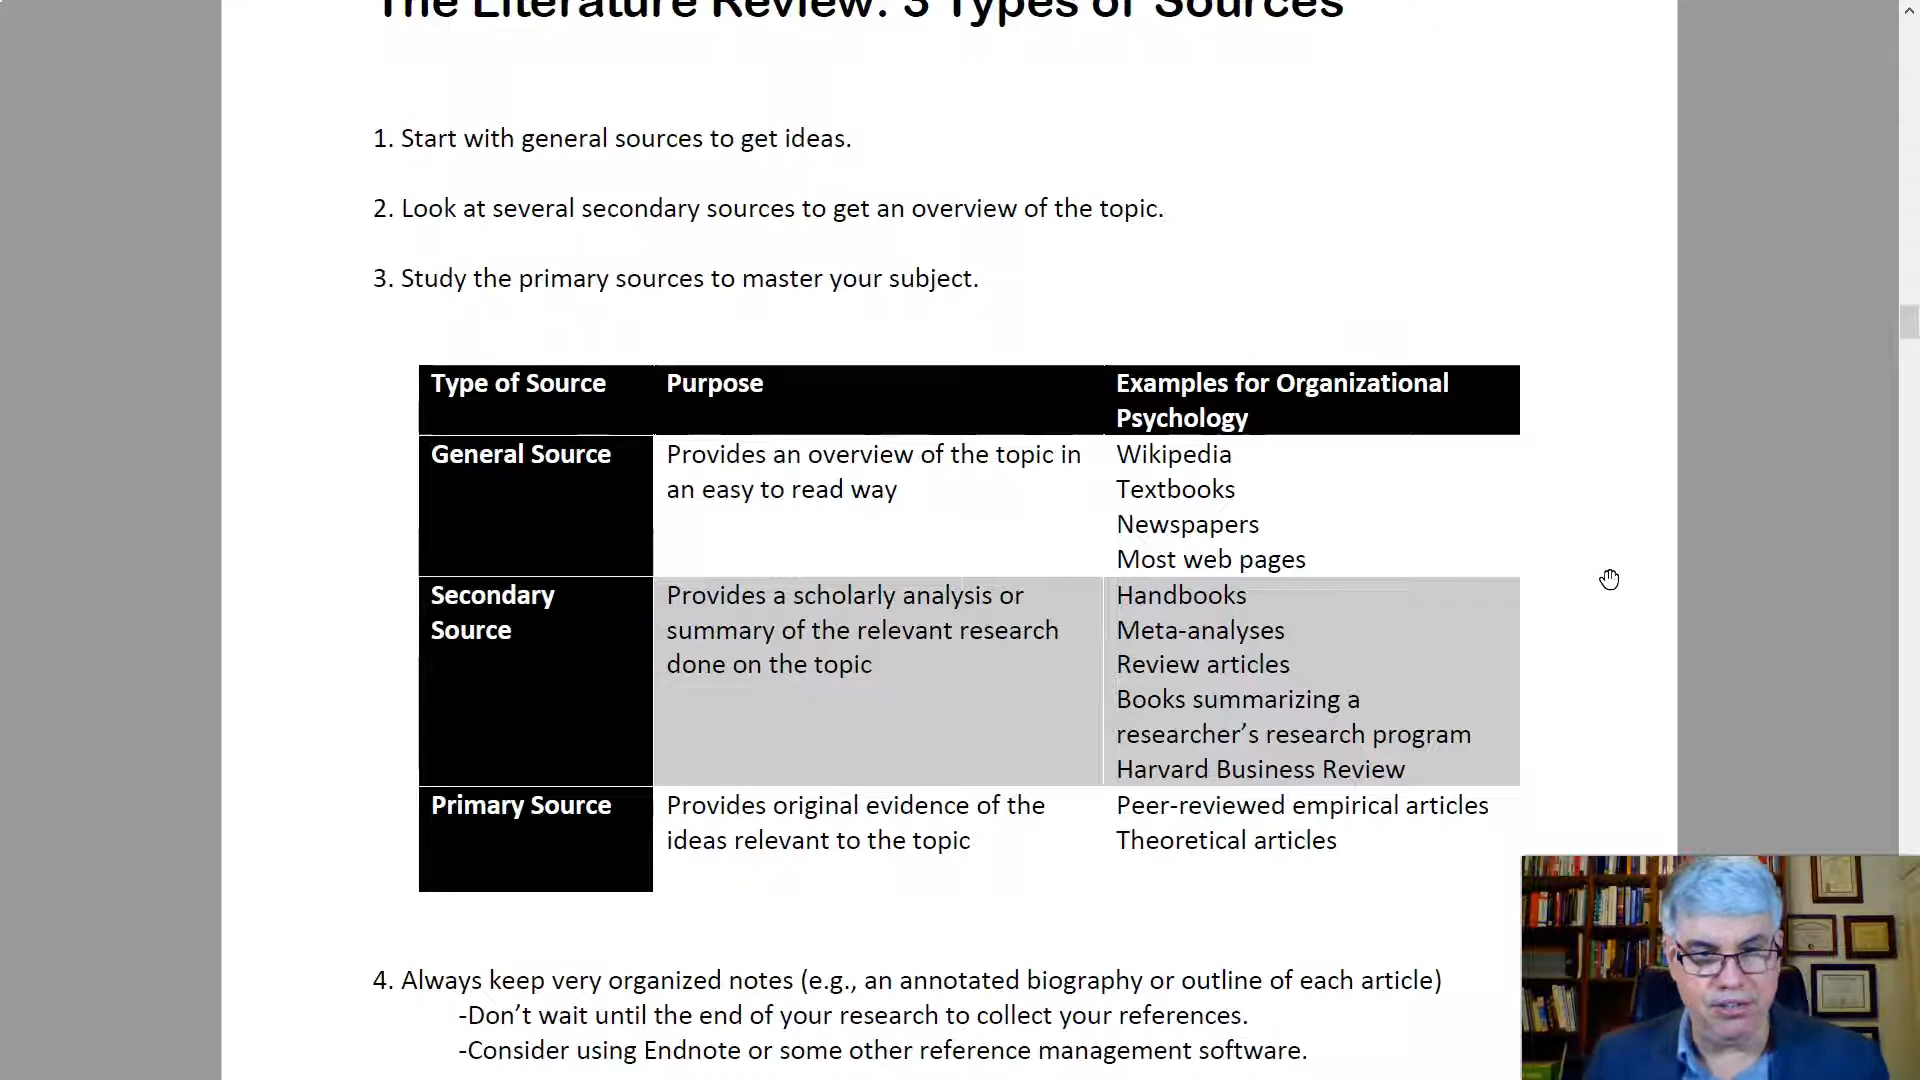 The Literature Review: 3 Types of Sources
1. Start with general sources to get ideas.
2. Look at several secondary sources to get an overview of the topic.
3. Study the primary sources to master your subject.
Type of Source
Purpose
Examples for Organizational
Psychology
General Source
Provides an overview of the topic in
an easy to read way
Wikipedia
Textbooks
Newspapers
Most web pages
Secondary
Source
Provides a scholarly analysis or
summary of the relevant research
done on the topic
Handbooks
Meta-analyses
Review articles
Books summarizing a
researcher’s research program
Harvard Business Review
Primary Source
Provides original evidence of the
ideas relevant to the topic
Peer-reviewed empirical articles
Theoretical articles
4. Always keep very organized notes (e.g., an annotated biography or outline of each article)
-Don’t wait until the end of your research to collect your references.
-Consider using Endnote or some other reference management software.